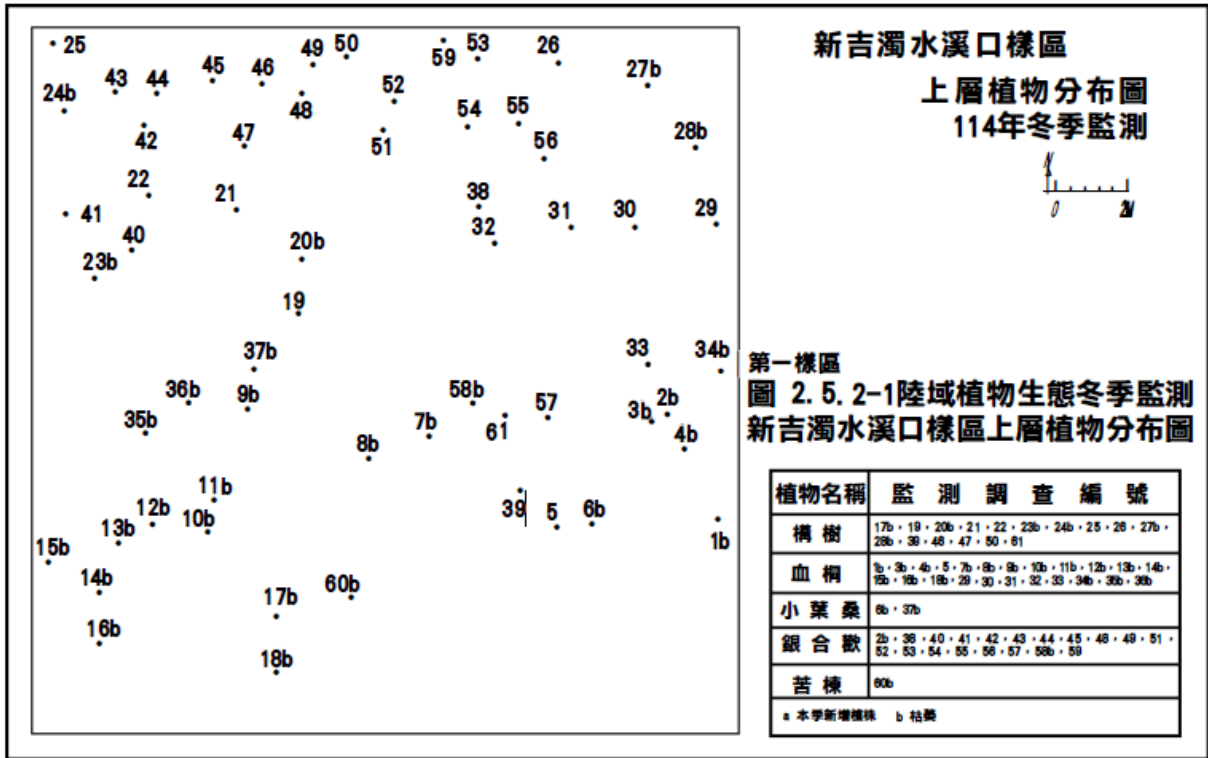 新吉濁水溪口樣區
上層植物分布圖
114年冬季監測
N
0 2M
25
43 44 45 46 49 50 59 53 26 27b
24b 48 52 54 55
42 47 51 56 28b
22 21 38
41 32 31 30 29
40 20b
23b
19
37b 33 34b
36b 9b 58b 57 3b 2b
35b 7b 61 4b
8b
11b
12b 10b 39 5 6b
13b 1b
15b
14b 60b
17b
16b
18b
第一樣區
圖 2.5.2-1陸域植物生態冬季監測
新吉濁水溪口樣區上層植物分布圖
植物名稱 監測調查編號
構樹 17b,19,20b,21,22,23b,24b,25,26,27b,
28b,39,46,47,50,61
血桐 1b,3b,4b,5,7b,8b,9b,10b,11b,12b,13b,14b,
15b,16b,18b,29,30,31,32,33,34b,35b,36b
小葉桑 6b,37b
銀合歡 2b,38,40,41,42,43,44,45,48,49,51,
52,53,54,55,56,57,58b,59
苦楝 60b
a 本季新增植株 b 枯萎